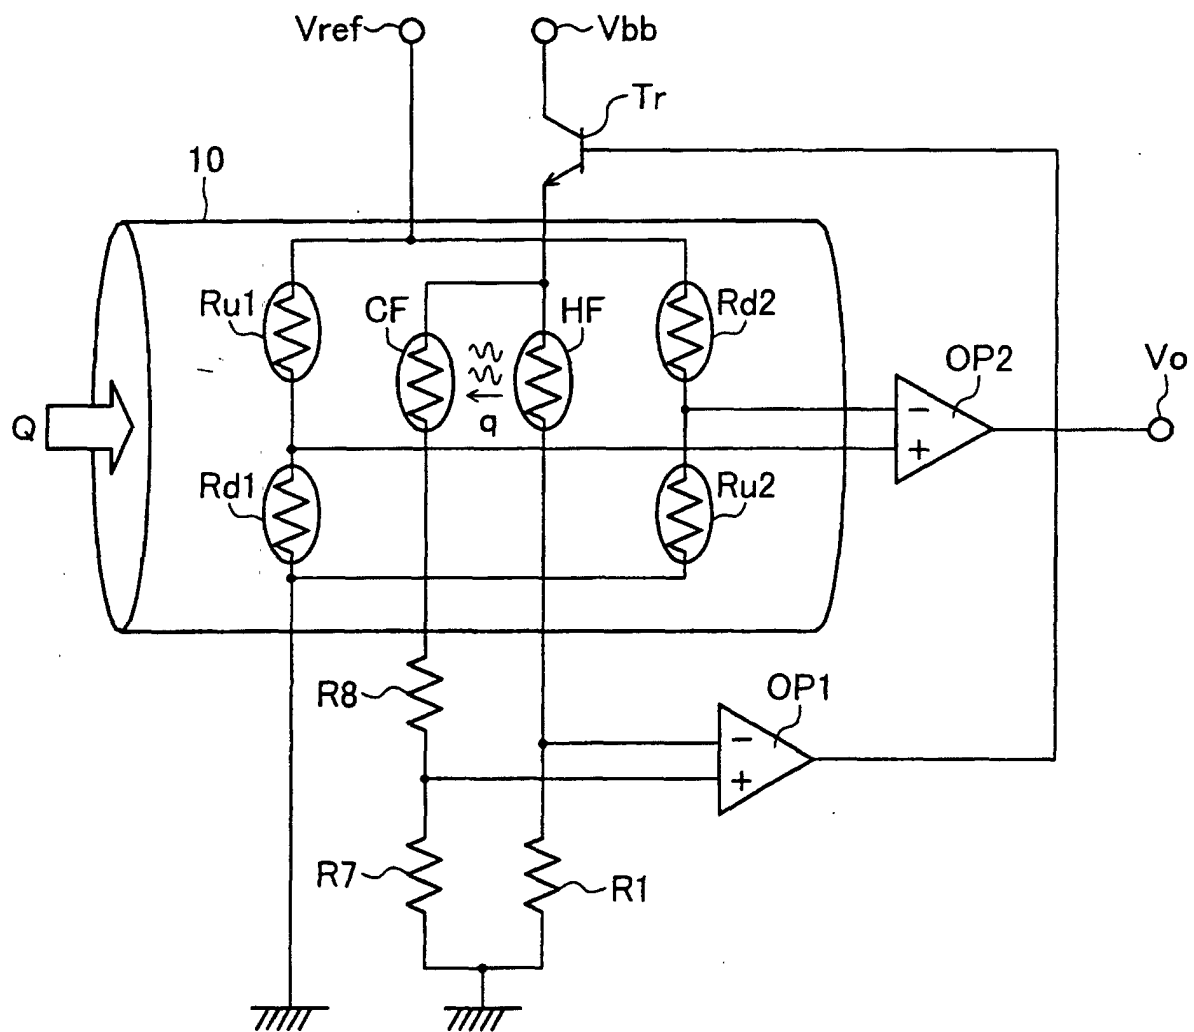 Vref
Vbb
Tr
10
Ru1
CF
HF
Rd2
OP2
Vo
Q
q
−
+
Rd1
Ru2
R8
OP1
−
+
R7
R1